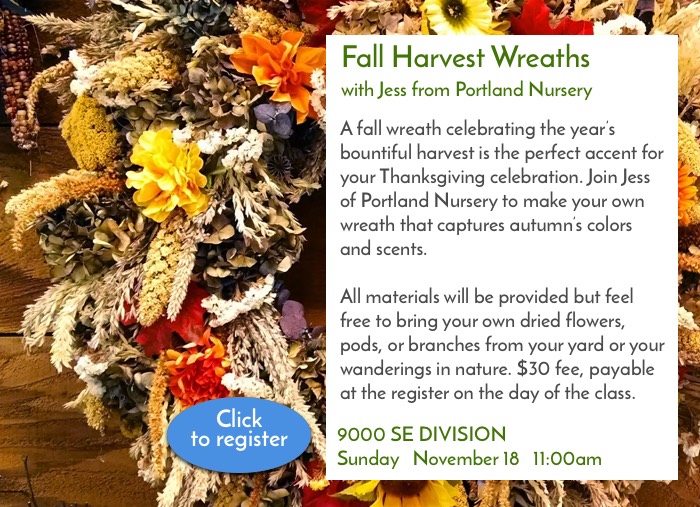 Fall Harvest Wreaths
with Jess from Portland Nursery
A fall wreath celebrating the year's
bountiful harvest is the perfect accent for
your Thanksgiving celebration. Join Jess
of Portland Nursery to make your own
wreath that captures autumn's colors
and scents.
All materials will be provided but feel
free to bring your own dried flowers,
pods, or branches from your yard or your
wanderings in nature. $30 fee, payable
at the register on the day of the class.
Click
to register
9000 SE DIVISION
Sunday November 18 11:00am